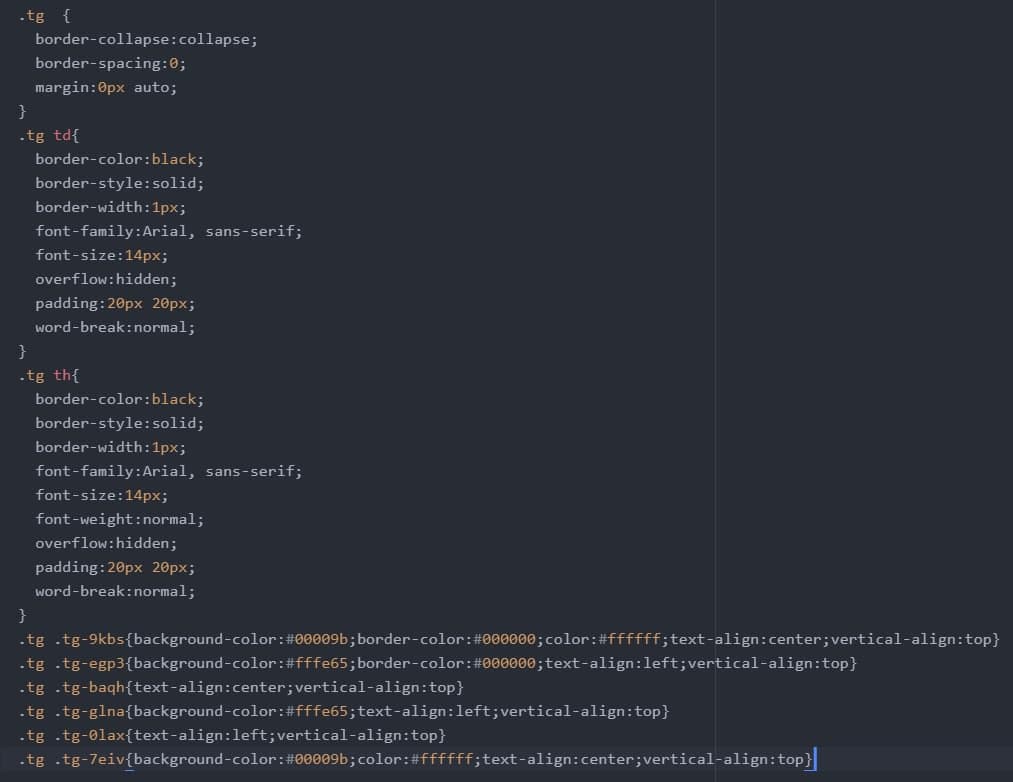 .tg  {
  border-collapse:collapse;
  border-spacing:0;
  margin:0px auto;
}
.tg td{
  border-color:black;
  border-style:solid;
  border-width:1px;
  font-family:Arial, sans-serif;
  font-size:14px;
  overflow:hidden;
  padding:20px 20px;
  word-break:normal;
}
.tg th{
  border-color:black;
  border-style:solid;
  border-width:1px;
  font-family:Arial, sans-serif;
  font-size:14px;
  font-weight:normal;
  overflow:hidden;
  padding:20px 20px;
  word-break:normal;
}
.tg .tg-9kbs{background-color:#00009b;border-color:#000000;color:#ffffff;text-align:center;vertical-align:top}
.tg .tg-egp3{background-color:#fffe65;border-color:#000000;text-align:left;vertical-align:top}
.tg .tg-baqh{text-align:center;vertical-align:top}
.tg .tg-glna{background-color:#fffe65;text-align:left;vertical-align:top}
.tg .tg-0lax{text-align:left;vertical-align:top}
.tg .tg-7eiv{background-color:#00009b;color:#ffffff;text-align:center;vertical-align:top}